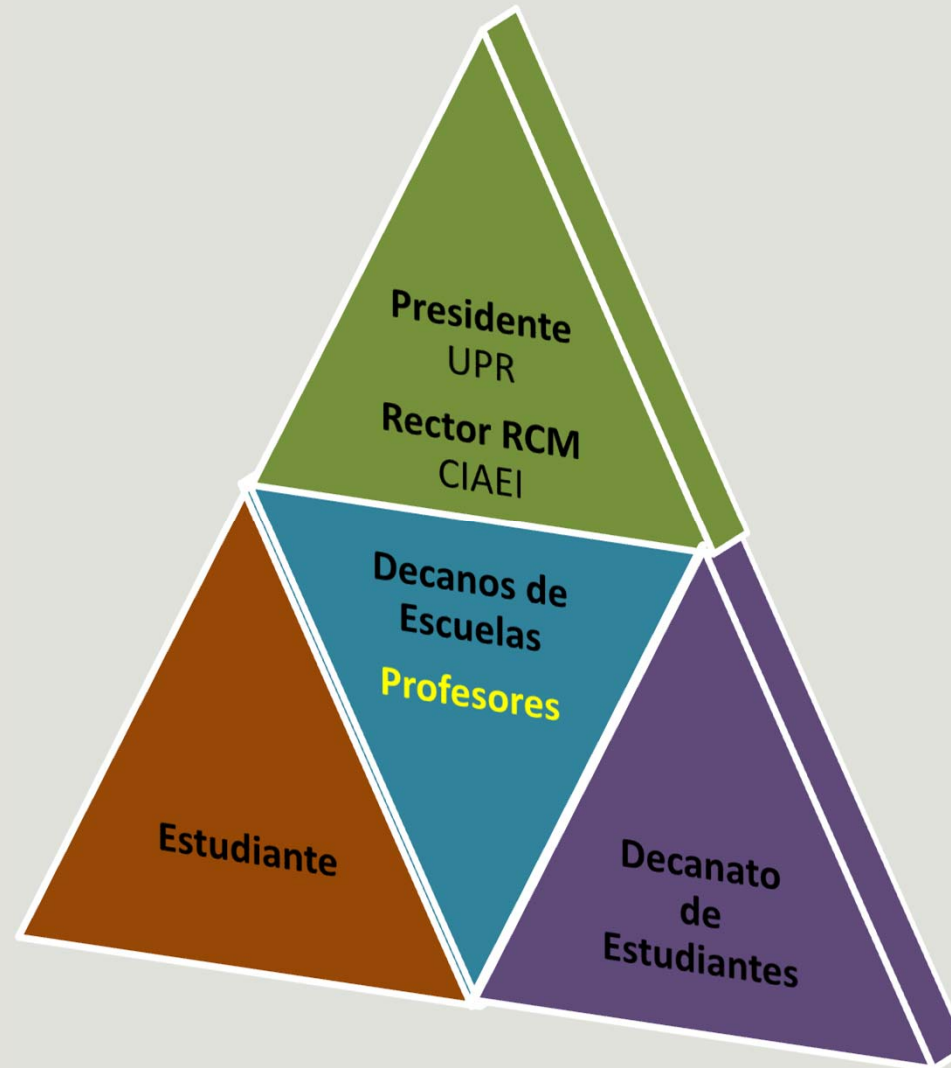 Presidente
UPR
Rector RCM
CIAEI
Decanos de
Escuelas
Profesores
Estudiante
Decanato
de
Estudiantes